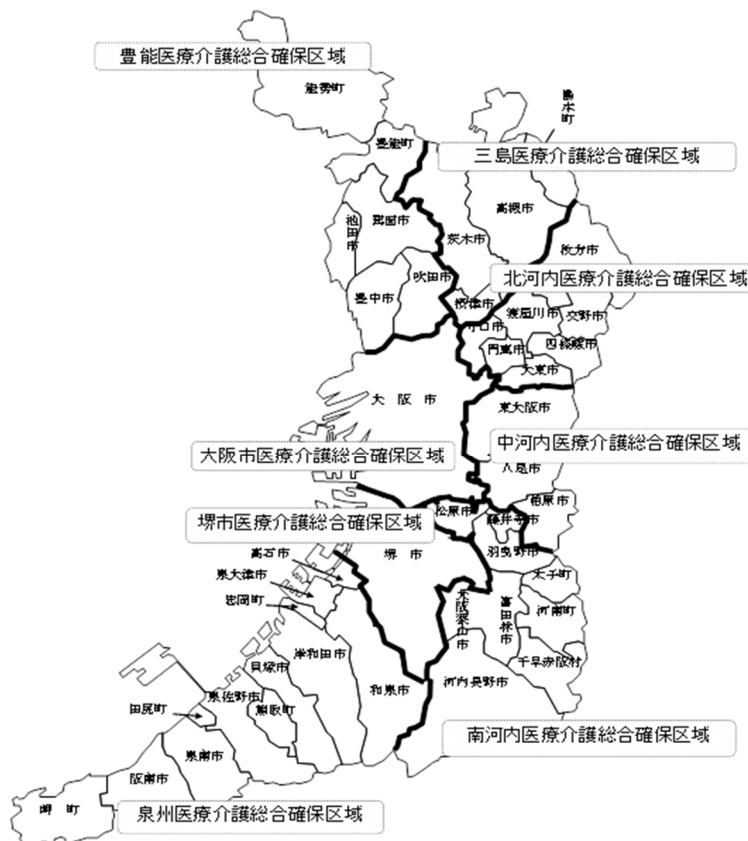 豊能医療介護総合確保区域
能勢町
島本町
豊能町
三島医療介護総合確保区域
高槻市
池田市
箕面市
茨木市
枚方市
吹田市
北河内医療介護総合確保区域
豊中市
摂津市
寝屋川市
交野市
守口市
門真市
四條畷市
大東市
大阪市
東大阪市
中河内医療介護総合確保区域
大阪市医療介護総合確保区域
八尾市
柏原市
松原市
藤井寺市
堺市医療介護総合確保区域
高石市
堺市
羽曳野市
泉大津市
太子町
忠岡町
大阪狭山市
富田林市
河南町
岸和田市
千早赤阪村
貝塚市
和泉市
河内長野市
泉佐野市
熊取町
田尻町
南河内医療介護総合確保区域
泉南市
阪南市
岬町
泉州医療介護総合確保区域